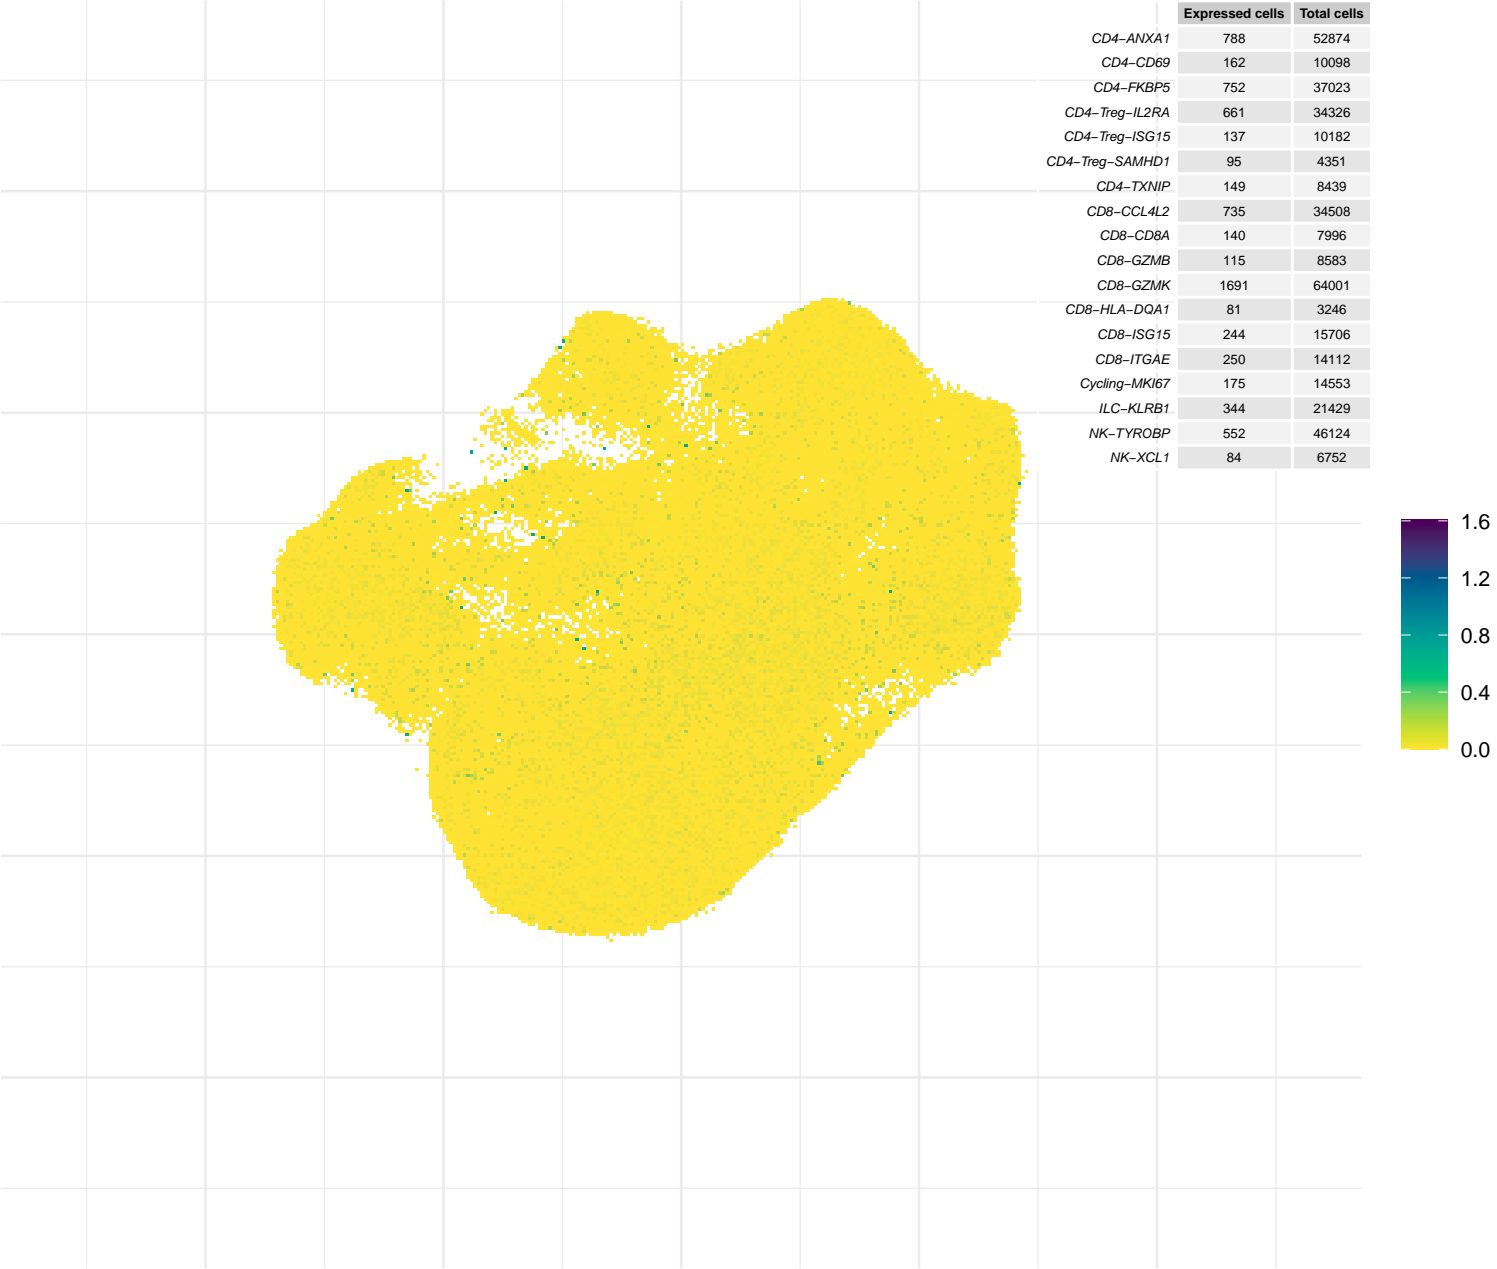 Expressed cells Total cells
CD4−ANXA1 788 52874
CD4−CD69 162 10098
CD4−FKBP5 752 37023
CD4−Treg−IL2RA 661 34326
CD4−Treg−ISG15 137 10182
CD4−Treg−SAMHD1 95 4351
CD4−TXNIP 149 8439
CD8−CCL4L2 735 34508
CD8−CD8A 140 7996
CD8−GZMB 115 8583
CD8−GZMK 1691 64001
CD8−HLA−DQA1 81 3246
CD8−ISG15 244 15706
CD8−ITGAE 250 14112
Cycling−MKI67 175 14553
ILC−KLRB1 344 21429
NK−TYROBP 552 46124
NK−XCL1 84 6752
1.6
1.2
0.8
0.4
0.0